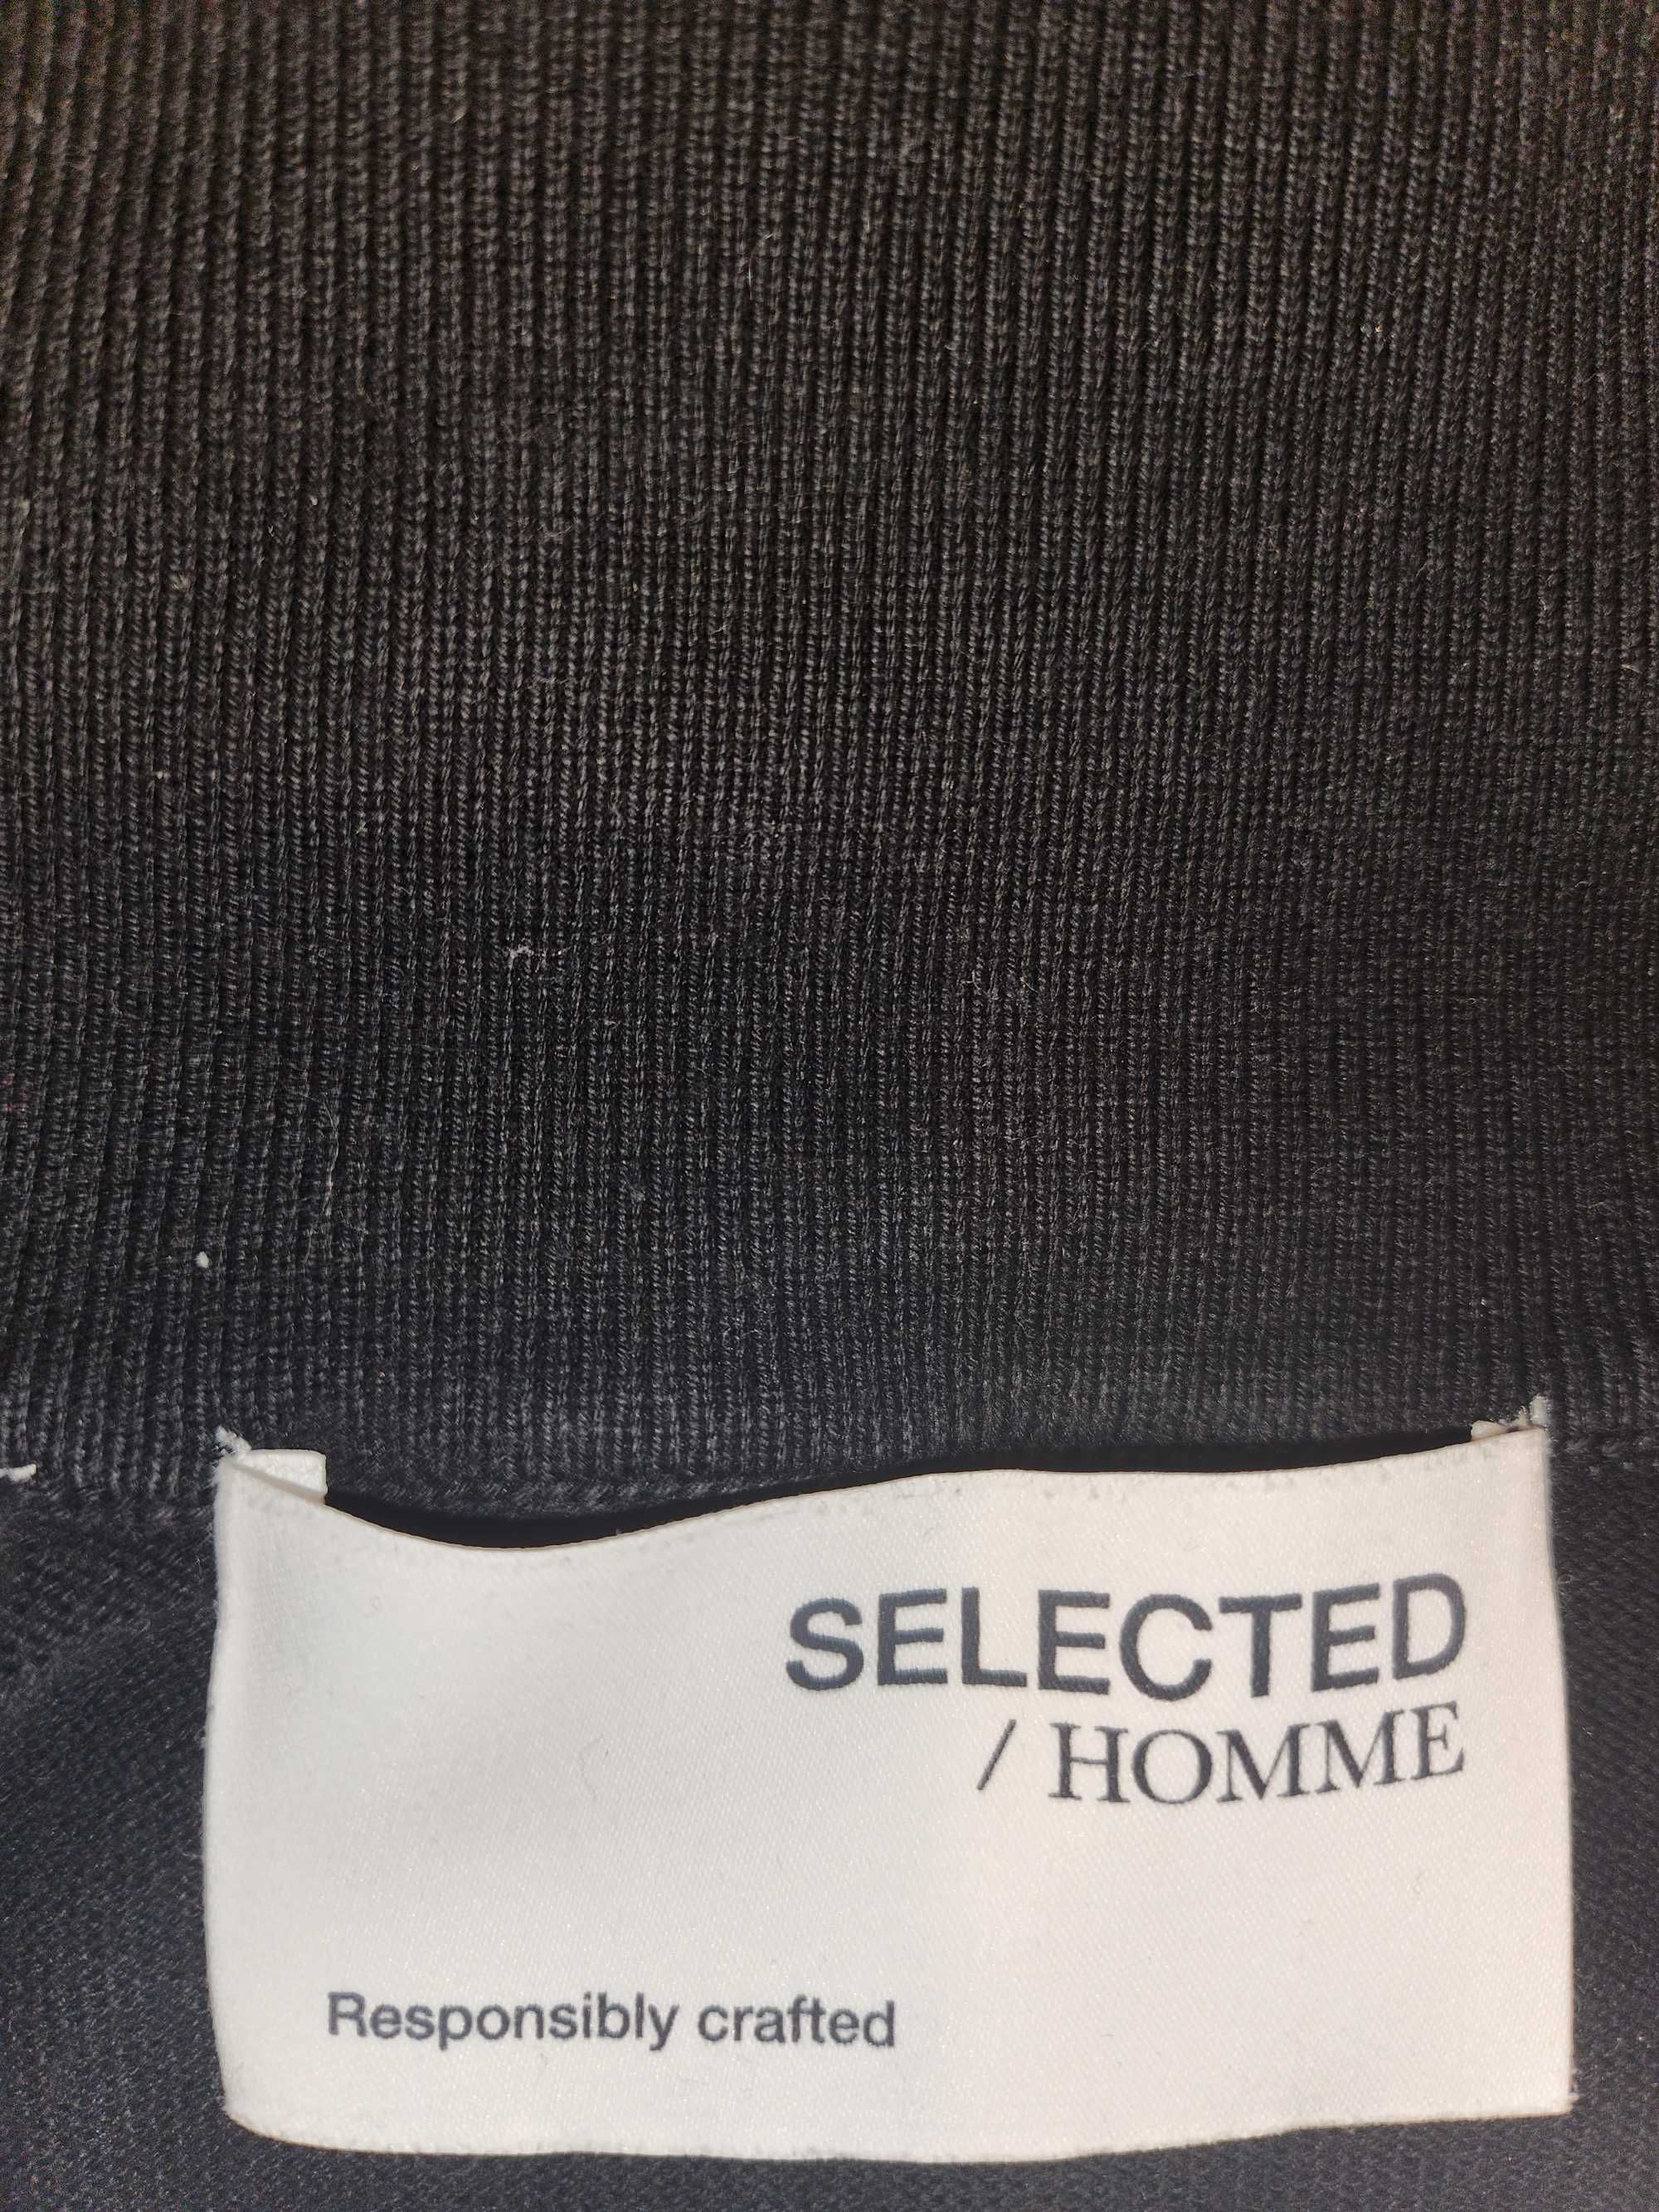 SELECTED
/ HOMME
Responsibly crafted